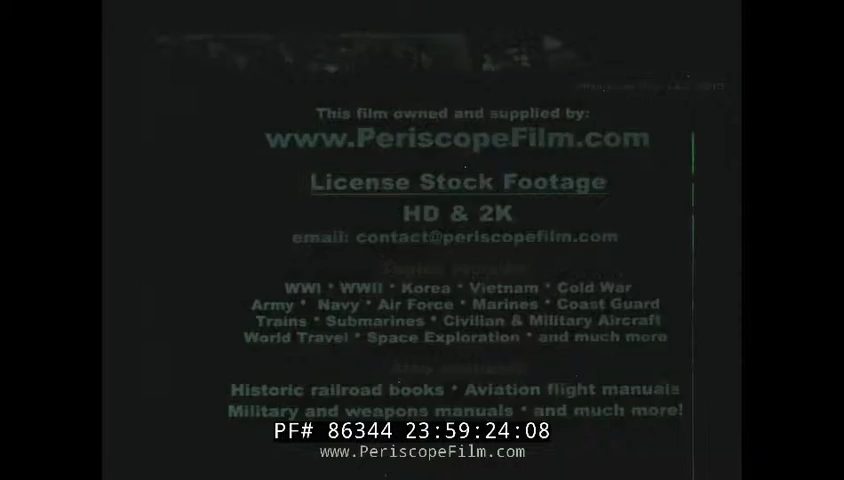 This film owned and supplied by:
www.PeriscopeFilm.com
License Stock Footage
HD & 2K
email: contact@periscopefilm.com
WWI * WWII * Korea * Vietnam * Cold War
Army * Navy * Air Force * Marines * Coast Guard
Trains * Submarines * Civilian & Military Aircraft
World Travel * Space Exploration * and much more
Historic railroad books * Aviation flight manuals
Military and weapons manuals * and much more!
PF# 86344 23:59:24:08
www.PeriscopeFilm.com